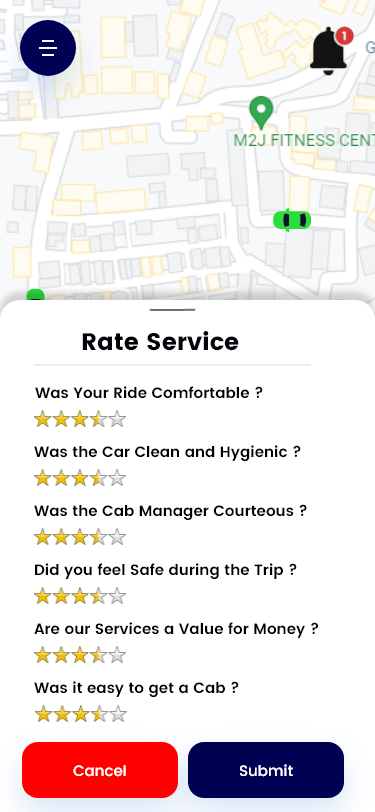 1
G
M2J FITNESS CENT
Rate Service
Was Your Ride Comfortable ?
Was the Car Clean and Hygienic ?
Was the Cab Manager Courteous ?
Did you feel Safe during the Trip ?
Are our Services a Value for Money ?
Was it easy to get a Cab ?
Cancel
Submit